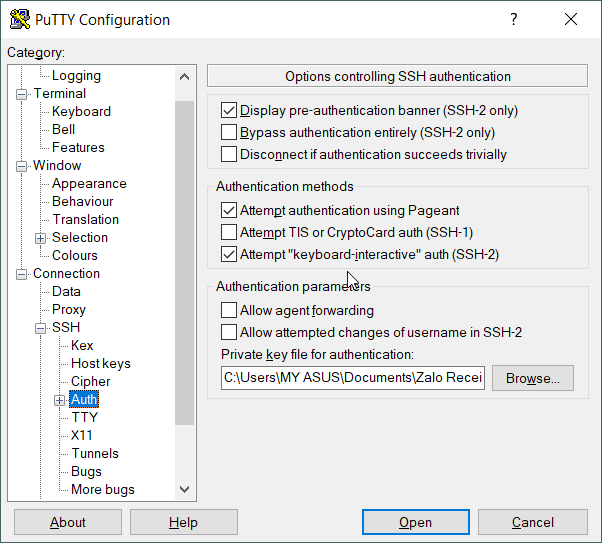 PuTTY Configuration
Category:
Logging
Terminal
Keyboard
Bell
Features
Window
Appearance
Behaviour
Translation
Selection
Colours
Connection
Data
Proxy
SSH
Kex
Host keys
Cipher
Auth
TTY
X11
Tunnels
Bugs
More bugs
Options controlling SSH authentication
Display pre-authentication banner (SSH-2 only)
Bypass authentication entirely (SSH-2 only)
Disconnect if authentication succeeds trivially
Authentication methods
Attempt authentication using Pageant
Attempt TIS or CryptoCard auth (SSH-1)
Attempt "keyboard-interactive" auth (SSH-2)
Authentication parameters
Allow agent forwarding
Allow attempted changes of username in SSH-2
Private key file for authentication:
C:\Users\MY ASUS\Documents\Zalo Recei
Browse...
About
Help
Open
Cancel